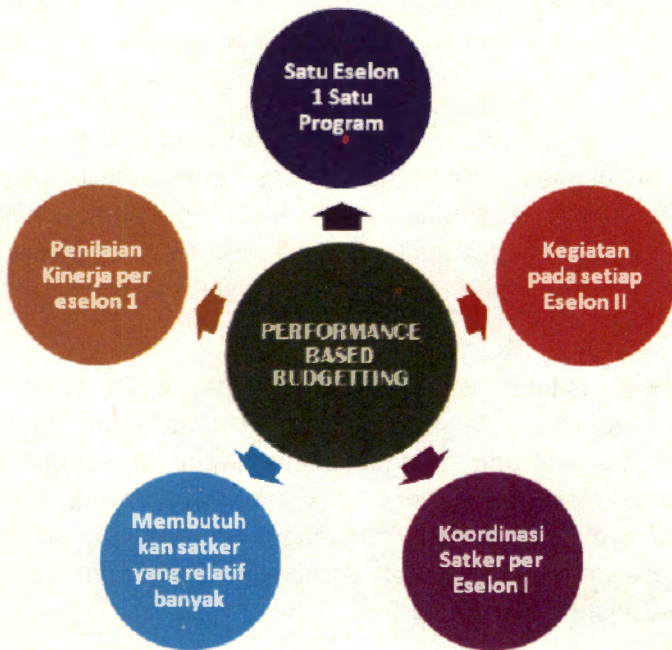 Satu Eselon
1 Satu
Program
Penilaian
Kinerja per
eselon 1
Kegiatan
pada setiap
Eselon II
PERFORMANCE
BASED
BUDGETTING
Membutuh
kan satker
yang relatif
banyak
Koordinasi
Satker per
Eselon I